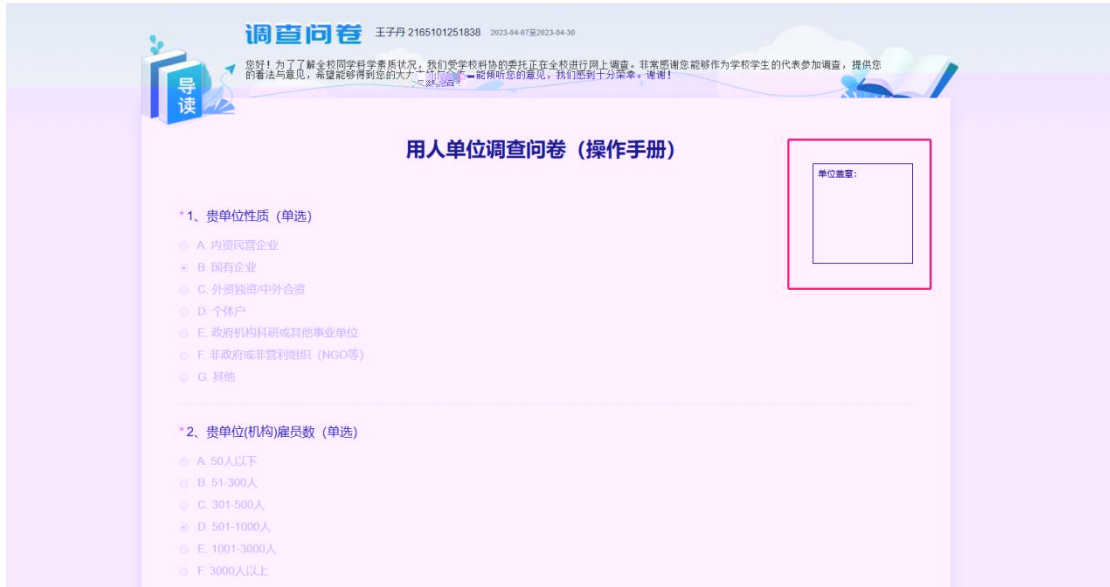 调查问卷 王子丹 2165101251838 2023-04-07至2023-04-30
您好！为了了解全校同学科学素质状况，我们受学校科协的委托正在全校进行网上调查。非常感谢您能够作为学校学生的代表参加调查，提供您
的看法与意见，希望能够得到您的大力 能倾听您的意见，我们感到十分荣幸。谢谢！
导读
用人单位调查问卷（操作手册）
单位盖章：
*1、贵单位性质（单选）
A. 内资民营企业
B. 国有企业
C. 外资独资/中外合资
D. 个体户
E. 政府机构科研或其他事业单位
F. 非政府或非营利组织（NGO等）
G. 其他
*2、贵单位(机构)雇员数（单选）
A. 50人以下
B. 51-300人
C. 301-500人
D. 501-1000人
E. 1001-3000人
F. 3000人以上